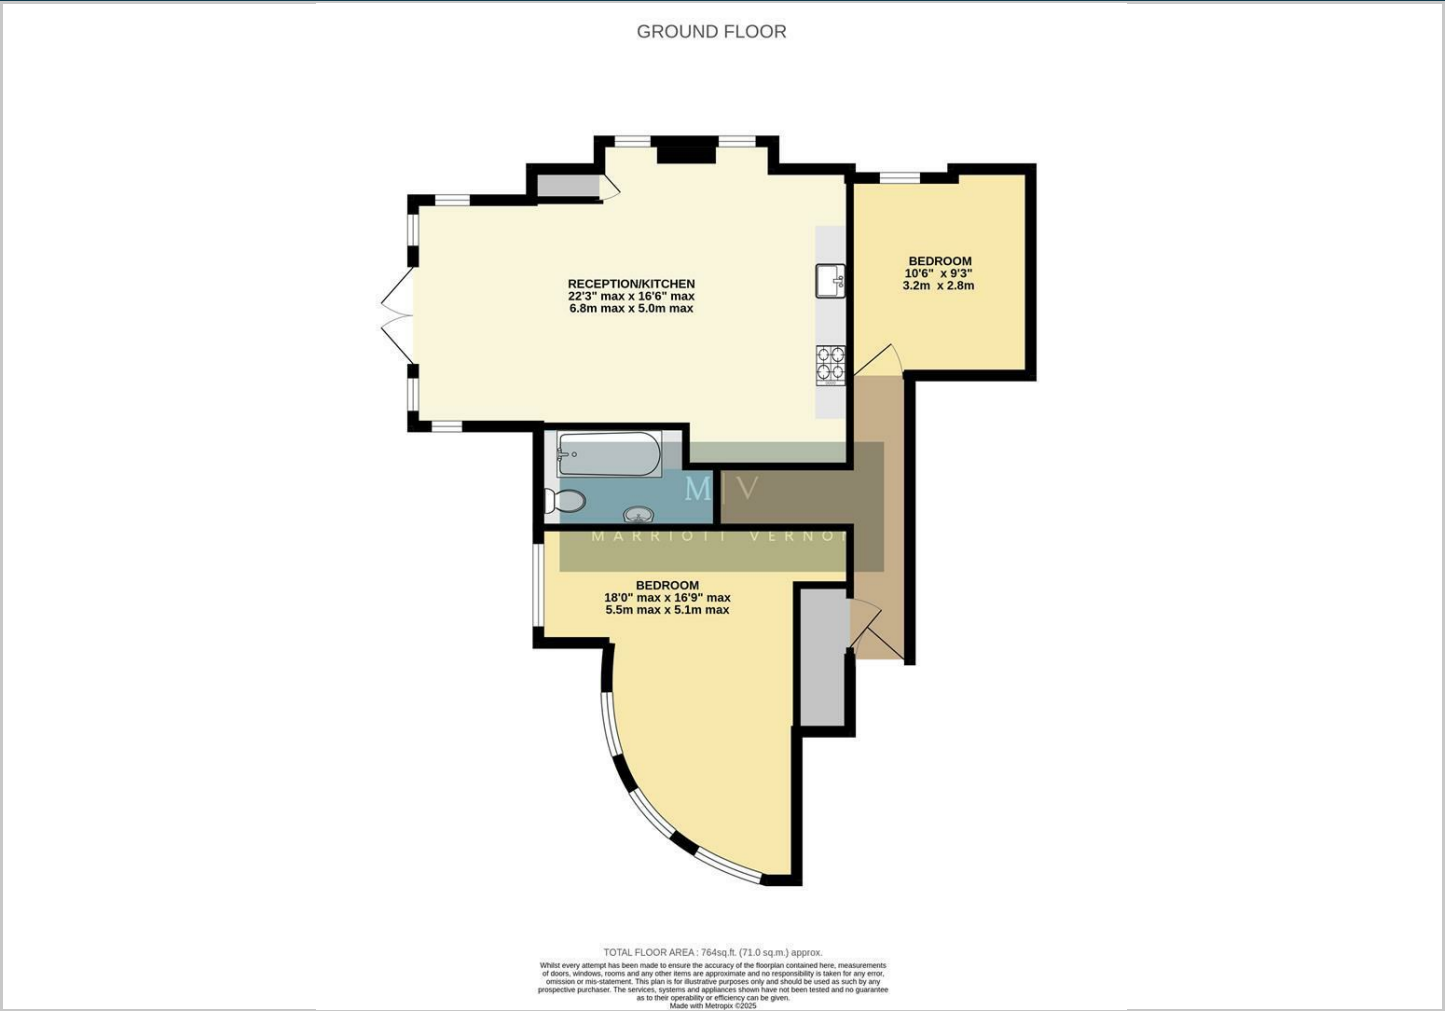 GROUND FLOOR
RECEPTION/KITCHEN
22'3" max x 16'6" max
6.8m max x 5.0m max
BEDROOM
10'6" x 9'3"
3.2m x 2.8m
M V
MARRIOTT VERNON
BEDROOM
18'0" max x 16'9" max
5.5m max x 5.1m max
TOTAL FLOOR AREA : 764sq.ft. (71.0 sq.m.) approx.
Whilst every attempt has been made to ensure the accuracy of the floorplan contained here, measurements
of doors, windows, rooms and any other items are approximate and no responsibility is taken for any error,
omission or mis-statement. This plan is for illustrative purposes only and should be used as such by any
prospective purchaser. The services, systems and appliances shown have not been tested and no guarantee
as to their operability or efficiency can be given.
Made with Metropix ©2025